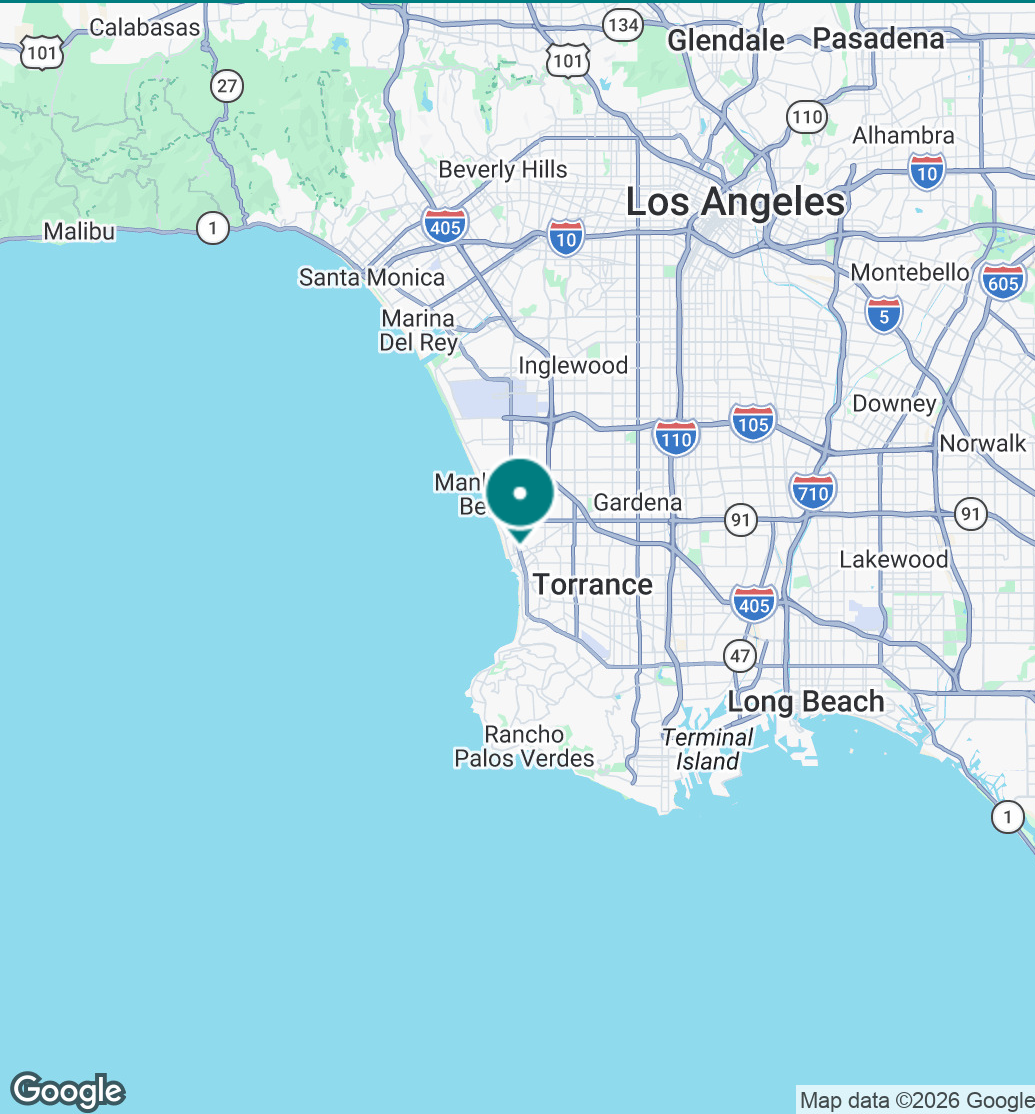 Calabasas
101
134
Glendale
Pasadena
101
27
110
Alhambra
10
Beverly Hills
Los Angeles
Malibu
1
405
10
Santa Monica
Montebello
605
Marina
Del Rey
5
Inglewood
Downey
105
110
Norwalk
Man
Be
710
Gardena
91
91
Lakewood
Torrance
405
47
Long Beach
Rancho
Palos Verdes
Terminal
Island
1
Google
Map data ©2026 Google